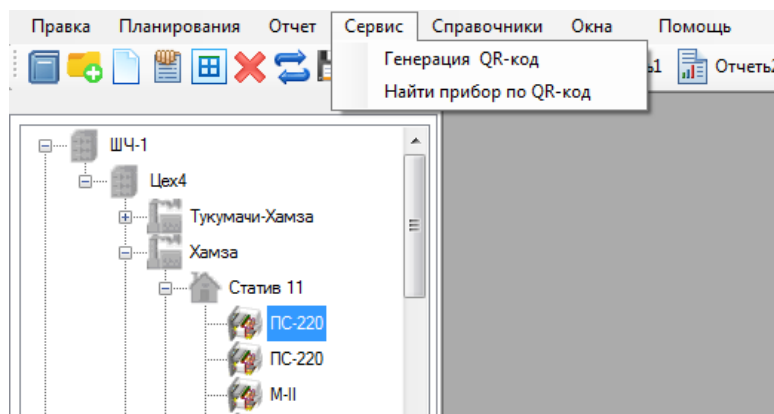 Правка Планирования Отчет Сервис Справочники Окна Помощь
Генерация QR-код
Найти прибор по QR-код
Отчеть2
ШЧ-1
Цех4
Тукумачи-Хамза
Хамза
Статив 11
ПС-220
ПС-220
М-II